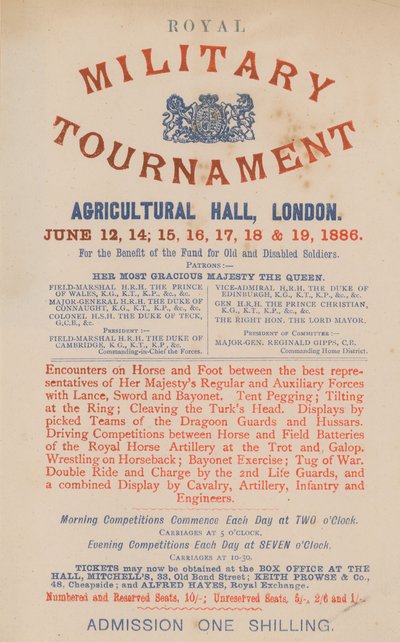 ROYAL
MILITARY
TOURNAMENT
AGRICULTURAL HALL, LONDON.
JUNE 12, 14; 15, 16, 17, 18 & 19, 1886.
For the Benefit of the Fund for Old and Disabled Soldiers.
PATRONS :—
HER MOST GRACIOUS MAJESTY THE QUEEN.
FIELD-MARSHAL H.R.H. THE PRINCE
OF WALES, K.G., K.T., K.P., &c., &c.
MAJOR-GENERAL H.R.H. THE DUKE OF
CONNAUGHT, K.G., K.T., K.P., &c., &c.
COLONEL H.S.H. THE DUKE OF TECK,
G.C.B., &c.
PRESIDENT :—
FIELD-MARSHAL H.R.H. THE DUKE OF
CAMBRIDGE, K.G., K.T., K.P., &c.
Commanding-in-Chief the Forces.
VICE-ADMIRAL H.R.H. THE DUKE OF
EDINBURGH, K.G., K.T., K.P., &c., &c.
GEN H.R.H. THE PRINCE CHRISTIAN,
K.G., K.T., K.P., &c., &c.
THE RIGHT HON. THE LORD MAYOR.
PRESIDENT OF COMMITTEE :—
MAJOR-GEN. REGINALD GIPPS, C.B.
Commanding Home District.
Encounters on Horse and Foot between the best repre-
sentatives of Her Majesty's Regular and Auxiliary Forces
with Lance, Sword and Bayonet. Tent Pegging; Tilting
at the Ring; Cleaving the Turk's Head. Displays by
picked Teams of the Dragoon Guards and Hussars.
Driving Competitions between Horse and Field Batteries
of the Royal Horse Artillery at the Trot and Galop.
Wrestling on Horseback; Bayonet Exercise; Tug of War.
Double Ride and Charge by the 2nd Life Guards, and
a combined Display by Cavalry, Artillery, Infantry and
Engineers.
Morning Competitions Commence Each Day at TWO o'Clock.
CARRIAGES AT 5 O'CLOCK.
Evening Competitions Each Day at SEVEN o'Clock.
CARRIAGES AT 10-30.
TICKETS may now be obtained at the BOX OFFICE AT THE
HALL, MITCHELL'S, 33, Old Bond Street; KEITH PROWSE & Co.,
48, Cheapside; and ALFRED HAYES, Royal Exchange.
Numbered and Reserved Seats, 10/-; Unreserved Seats, 5/-, 2/6 and 1/-
ADMISSION ONE SHILLING.